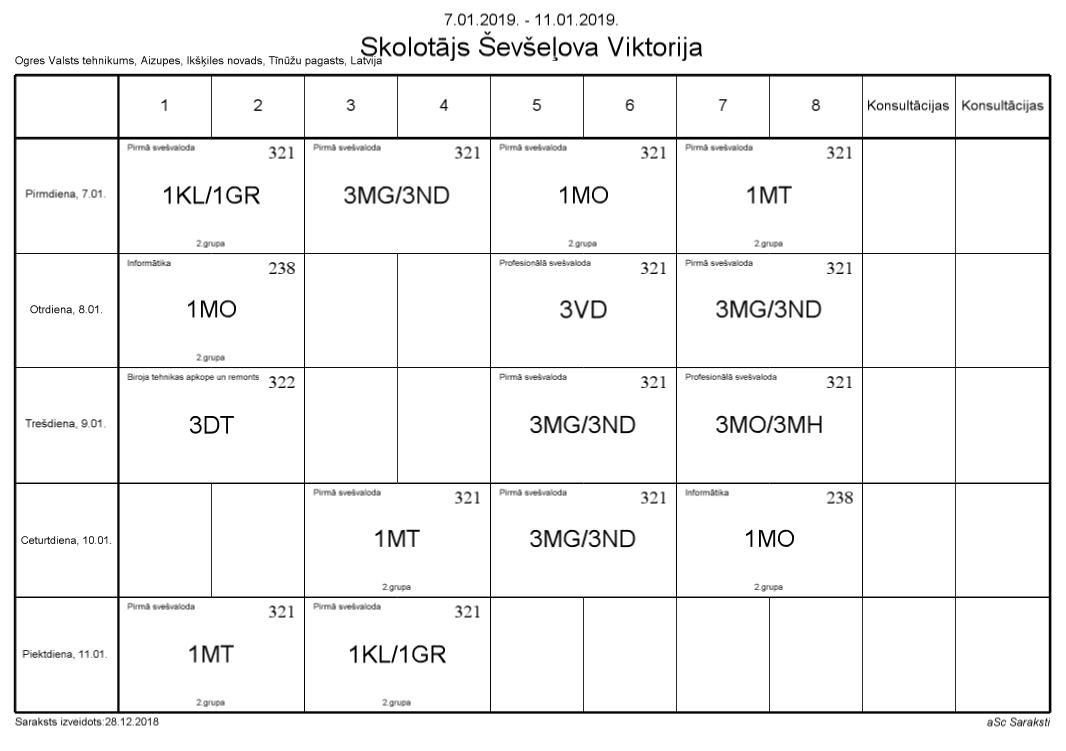 7.01.2019. - 11.01.2019.
Skolotājs Ševšeļova Viktorija
Ogres Valsts tehnikums, Aizupes, Ikšķiles novads, Tīnūžu pagasts, Latvija
1 2 3 4 5 6 7 8 Konsultācijas Konsultācijas
Pirmdiena, 7.01.
Pirmā svešvaloda 321
1KL/1GR
2.grupa
Pirmā svešvaloda 321
3MG/3ND
Pirmā svešvaloda 321
1MO
2.grupa
Pirmā svešvaloda 321
1MT
2.grupa
Otrdiena, 8.01.
Informātika 238
1MO
2.grupa
Profesionālā svešvaloda 321
3VD
Pirmā svešvaloda 321
3MG/3ND
Trešdiena, 9.01.
Biroja tehnikas apkope un remonts 322
3DT
Pirmā svešvaloda 321
3MG/3ND
Profesionālā svešvaloda 321
3MO/3MH
Ceturtdiena, 10.01.
Pirmā svešvaloda 321
1MT
2.grupa
Pirmā svešvaloda 321
3MG/3ND
Informātika 238
1MO
2.grupa
Piektdiena, 11.01.
Pirmā svešvaloda 321
1MT
2.grupa
Pirmā svešvaloda 321
1KL/1GR
2.grupa
Saraksts izveidots:28.12.2018
aSc Saraksti